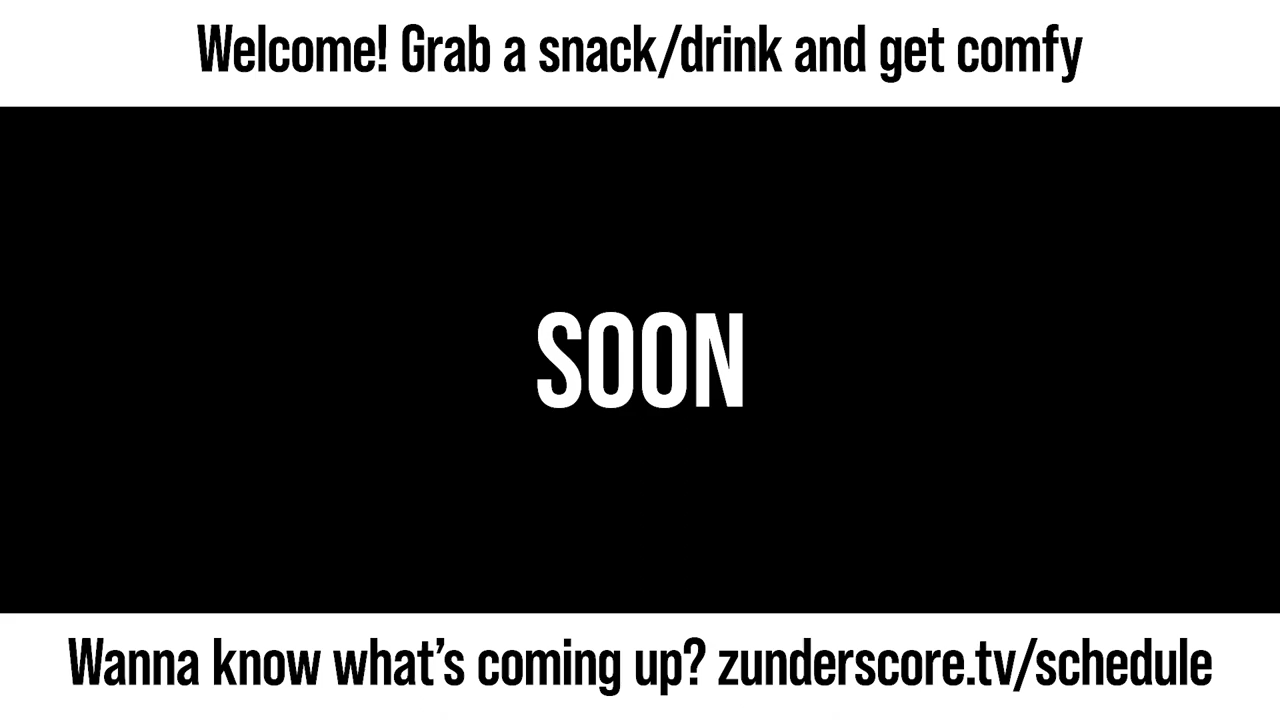 Welcome! Grab a snack/drink and get comfy
SOON
Wanna know what’s coming up? zunderscore.tv/schedule